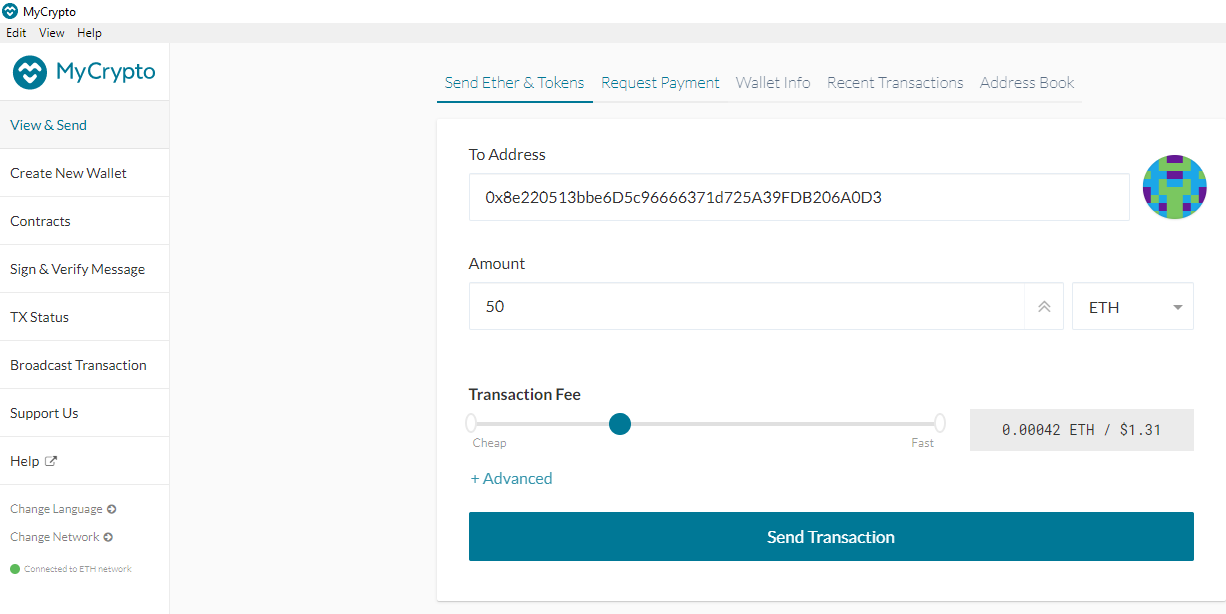 MyCrypto
Edit View Help
MyCrypto
View & Send
Create New Wallet
Contracts
Sign & Verify Message
TX Status
Broadcast Transaction
Support Us
Help
Change Language
Change Network
Connected to ETH network
Send Ether & Tokens Request Payment Wallet Info Recent Transactions Address Book
To Address
0x8e220513bbe6D5c96666371d725A39FDB206A0D3
Amount
50 ETH
Transaction Fee
Cheap Fast
0.00042 ETH / $1.31
+ Advanced
Send Transaction